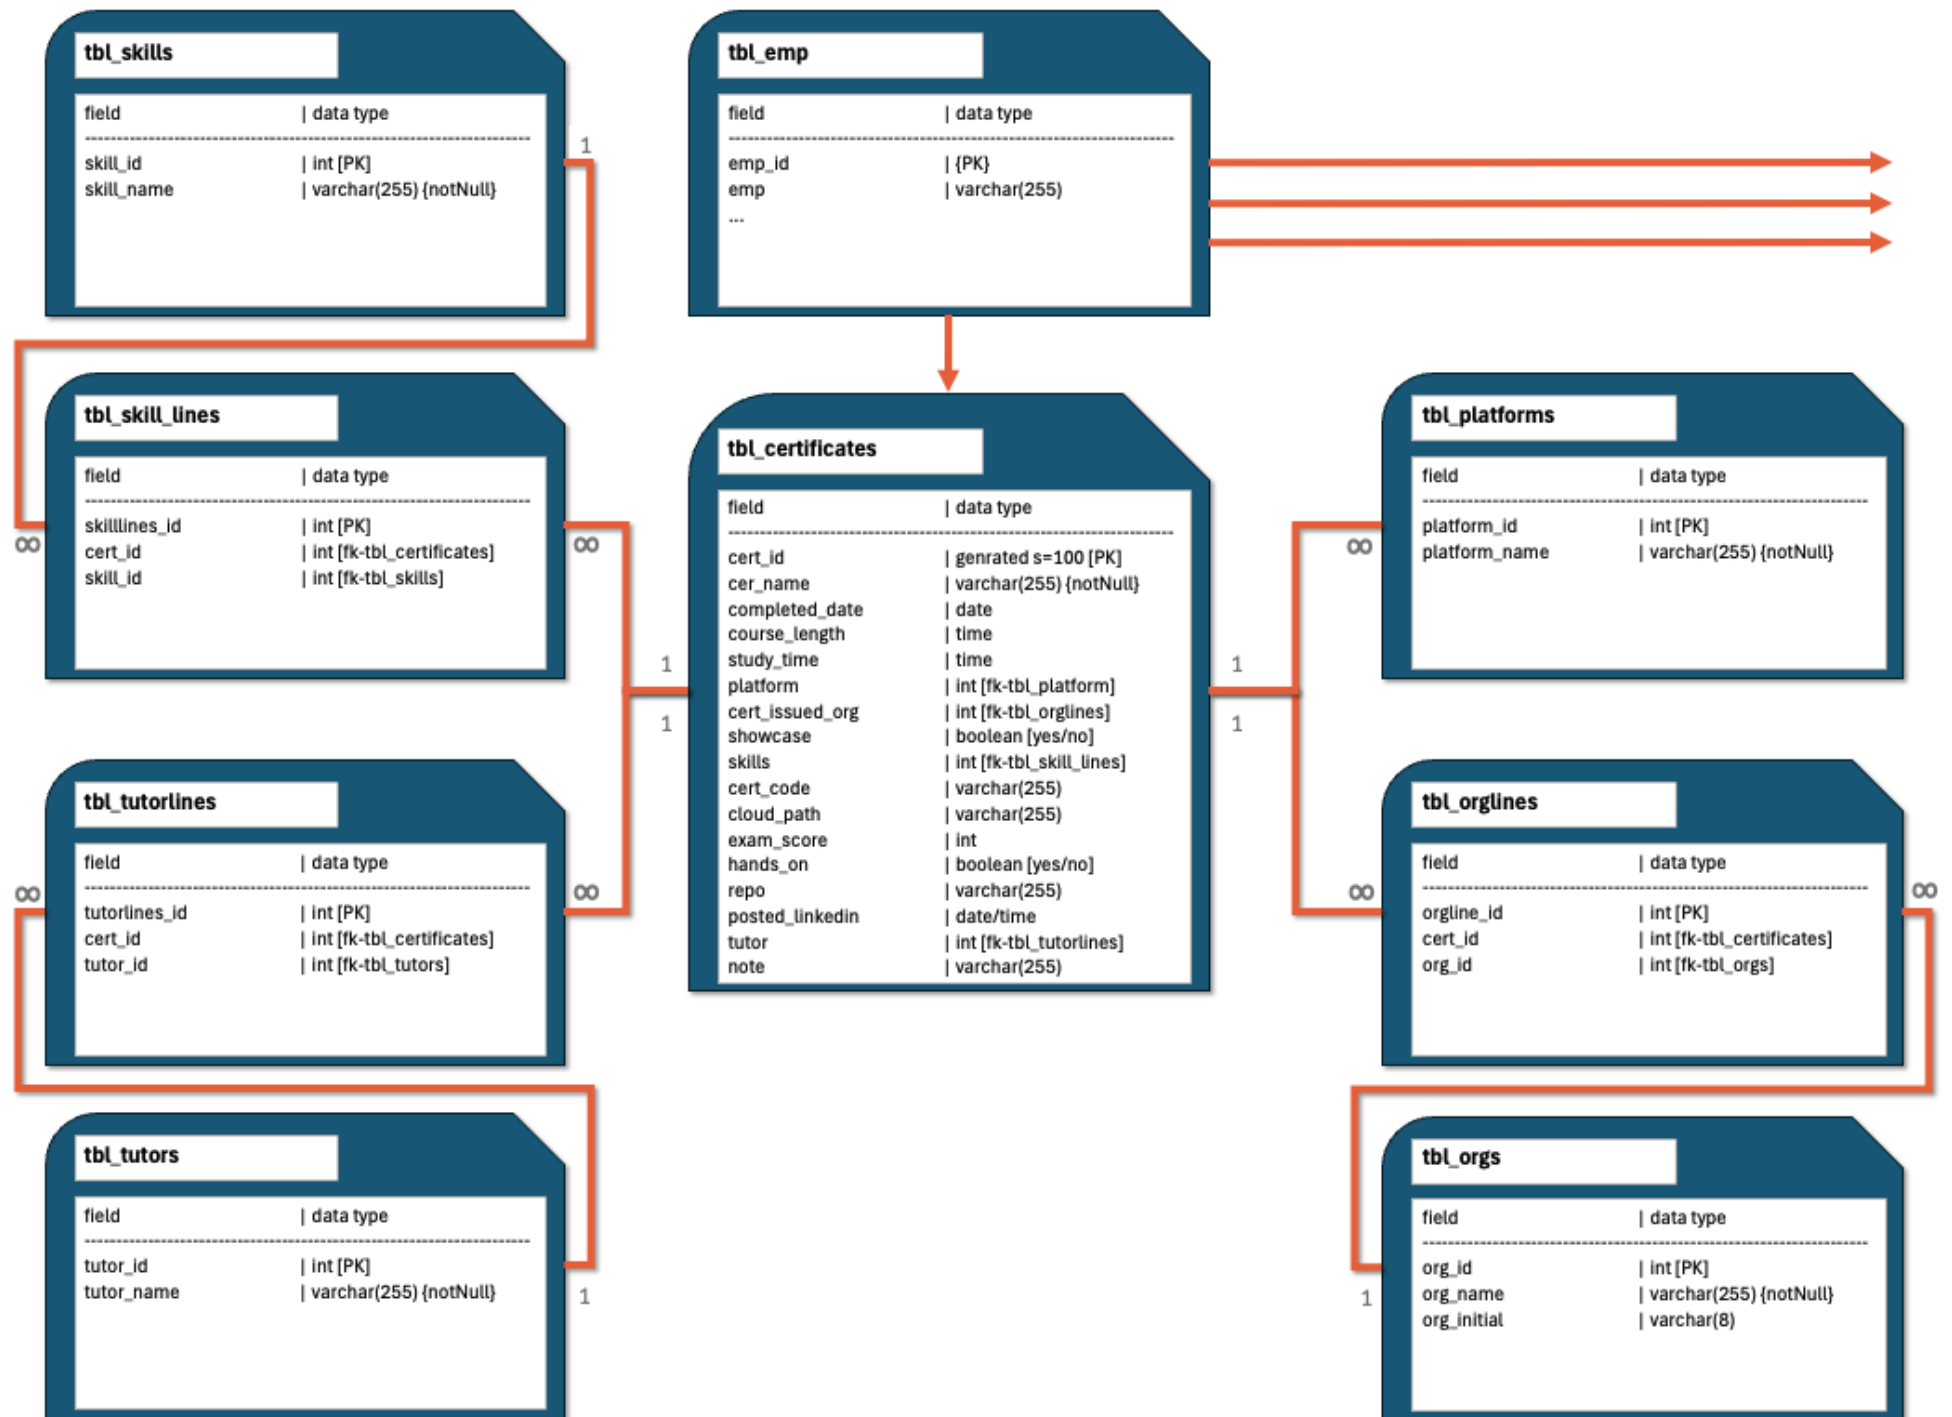 tbl_skills
field | data type
--------------------------------------------------------------------------------
skill_id | int [PK]
skill_name | varchar(255) {notNull}
1
tbl_emp
field | data type
--------------------------------------------------------------------------------
emp_id | {PK}
emp | varchar(255)
...
tbl_skill_lines
field | data type
--------------------------------------------------------------------------------
skilllines_id | int [PK]
cert_id | int [fk-tbl_certificates]
skill_id | int [fk-tbl_skills]
∞
∞
tbl_certificates
field | data type
--------------------------------------------------------------------------------
cert_id | genrated s=100 [PK]
cer_name | varchar(255) {notNull}
completed_date | date
course_length | time
study_time | time
platform | int [fk-tbl_platform]
cert_issued_org | int [fk-tbl_orglines]
showcase | boolean [yes/no]
skills | int [fk-tbl_skill_lines]
cert_code | varchar(255)
cloud_path | varchar(255)
exam_score | int
hands_on | boolean [yes/no]
repo | varchar(255)
posted_linkedin | date/time
tutor | int [fk-tbl_tutorlines]
note | varchar(255)
1
1
1
1
tbl_platforms
field | data type
--------------------------------------------------------------------------------
platform_id | int [PK]
platform_name | varchar(255) {notNull}
∞
tbl_tutorlines
field | data type
--------------------------------------------------------------------------------
tutorlines_id | int [PK]
cert_id | int [fk-tbl_certificates]
tutor_id | int [fk-tbl_tutors]
∞
∞
tbl_orglines
field | data type
--------------------------------------------------------------------------------
orgline_id | int [PK]
cert_id | int [fk-tbl_certificates]
org_id | int [fk-tbl_orgs]
∞
∞
tbl_tutors
field | data type
--------------------------------------------------------------------------------
tutor_id | int [PK]
tutor_name | varchar(255) {notNull}
1
tbl_orgs
field | data type
--------------------------------------------------------------------------------
org_id | int [PK]
org_name | varchar(255) {notNull}
org_initial | varchar(8)
1